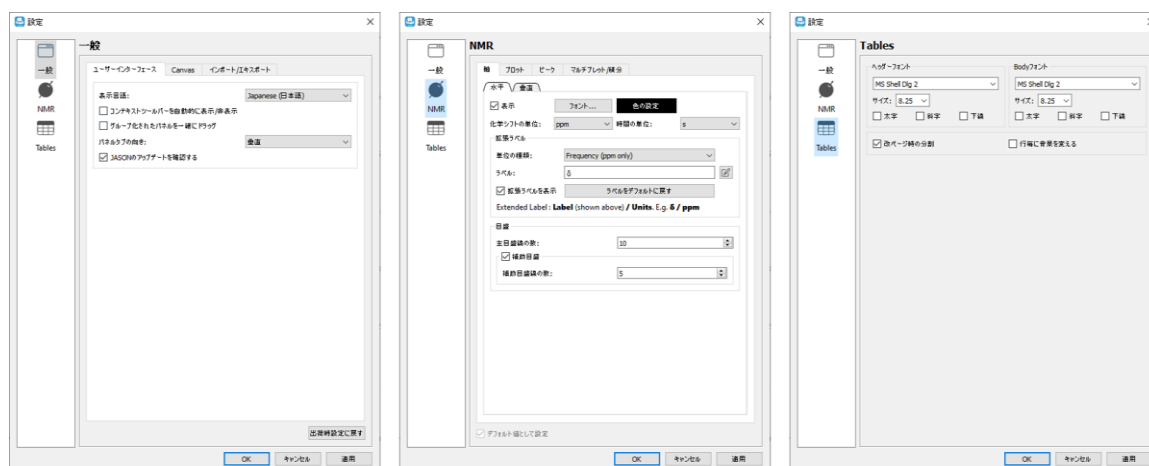 設定
一般
一般
NMR
Tables
ユーザーインターフェース Canvas インポート/エキスポート
表示言語: Japanese (日本語)
コンテキストツールバーを自動的に表示/非表示
グループ化されたパネルを一緒にドラッグ
パネルタブの向き: 垂直
JASONのアップデートを確認する
出荷時設定に戻す
OK キャンセル 適用
設定
NMR
一般
NMR
Tables
軸 プロット ピーク マルチプレット/積分
水平 垂直
表示 フォント... 色の設定
化学シフトの単位: ppm 時間の単位: s
拡張ラベル
単位の種類: Frequency (ppm only)
ラベル: δ
拡張ラベルを表示 ラベルをデフォルトに戻す
Extended Label : Label (shown above) / Units. E.g. δ / ppm
目盛
主目盛線の数: 10
補助目盛
補助目盛線の数: 5
デフォルト値として設定
OK キャンセル 適用
設定
Tables
一般
NMR
Tables
ヘッダーフォント Bodyフォント
MS Shell Dlg 2 MS Shell Dlg 2
サイズ: 8.25 サイズ: 8.25
太字 斜字 下線 太字 斜字 下線
改ページ時の分割 行毎に背景を変える
OK キャンセル 適用